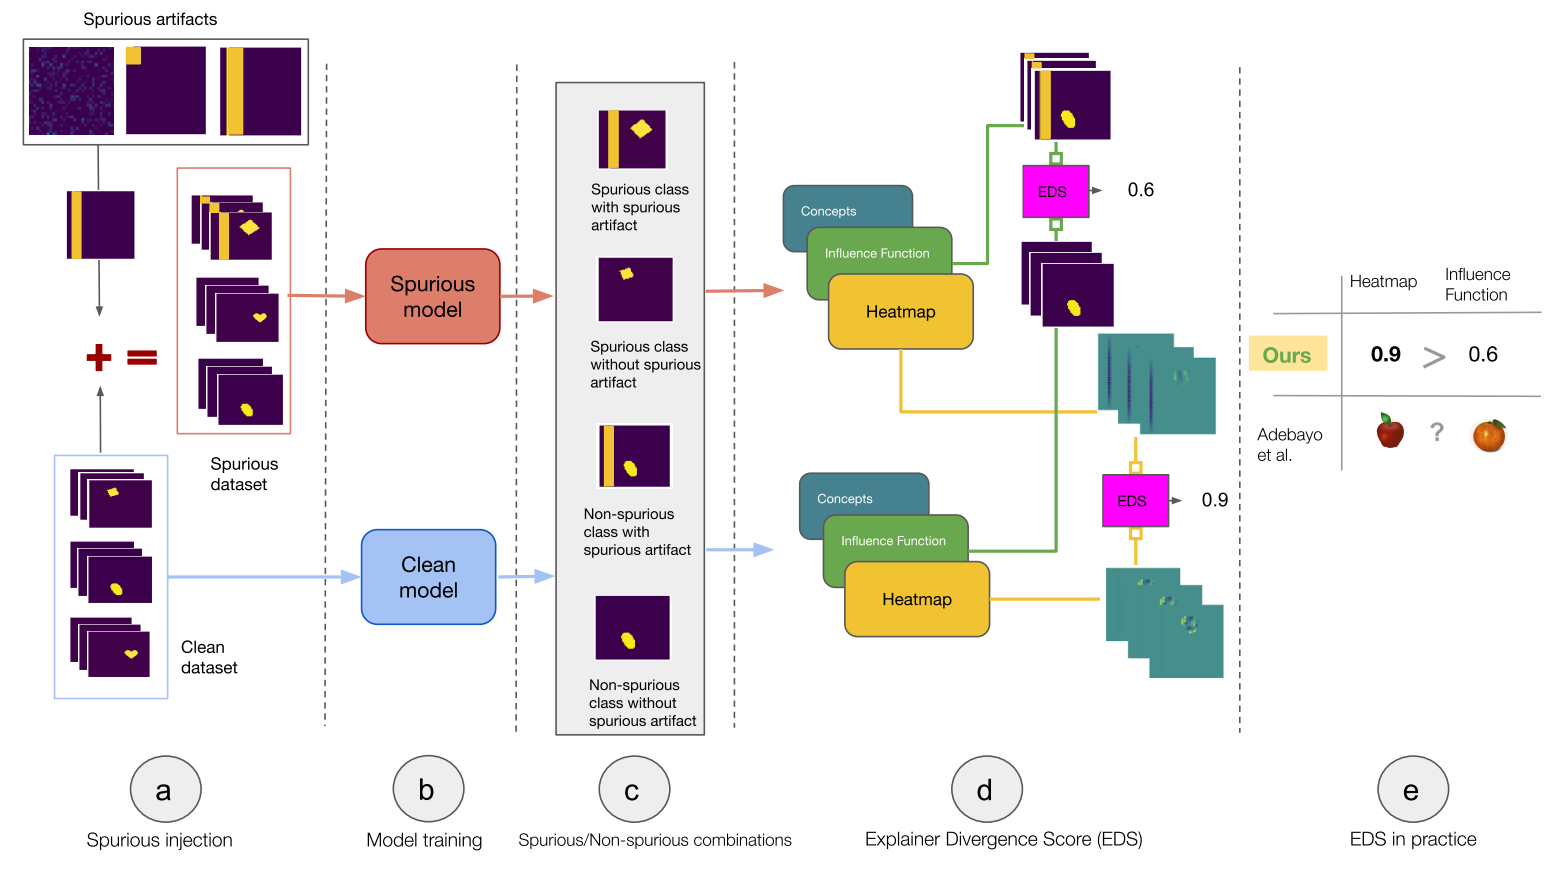 Spurious artifacts
+ =
Spurious
dataset
Clean
dataset
Spurious
model
Clean
model
Spurious class
with spurious
artifact
Spurious class
without spurious
artifact
Non-spurious
class with
spurious artifact
Non-spurious
class without
spurious artifact
Concepts
Influence Function
Heatmap
EDS
0.6
Concepts
Influence Function
Heatmap
EDS
0.9
Heatmap
Influence
Function
Ours
0.9 > 0.6
Adebayo
et al.
?
a
Spurious injection
b
Model training
c
Spurious/Non-spurious combinations
d
Explainer Divergence Score (EDS)
e
EDS in practice